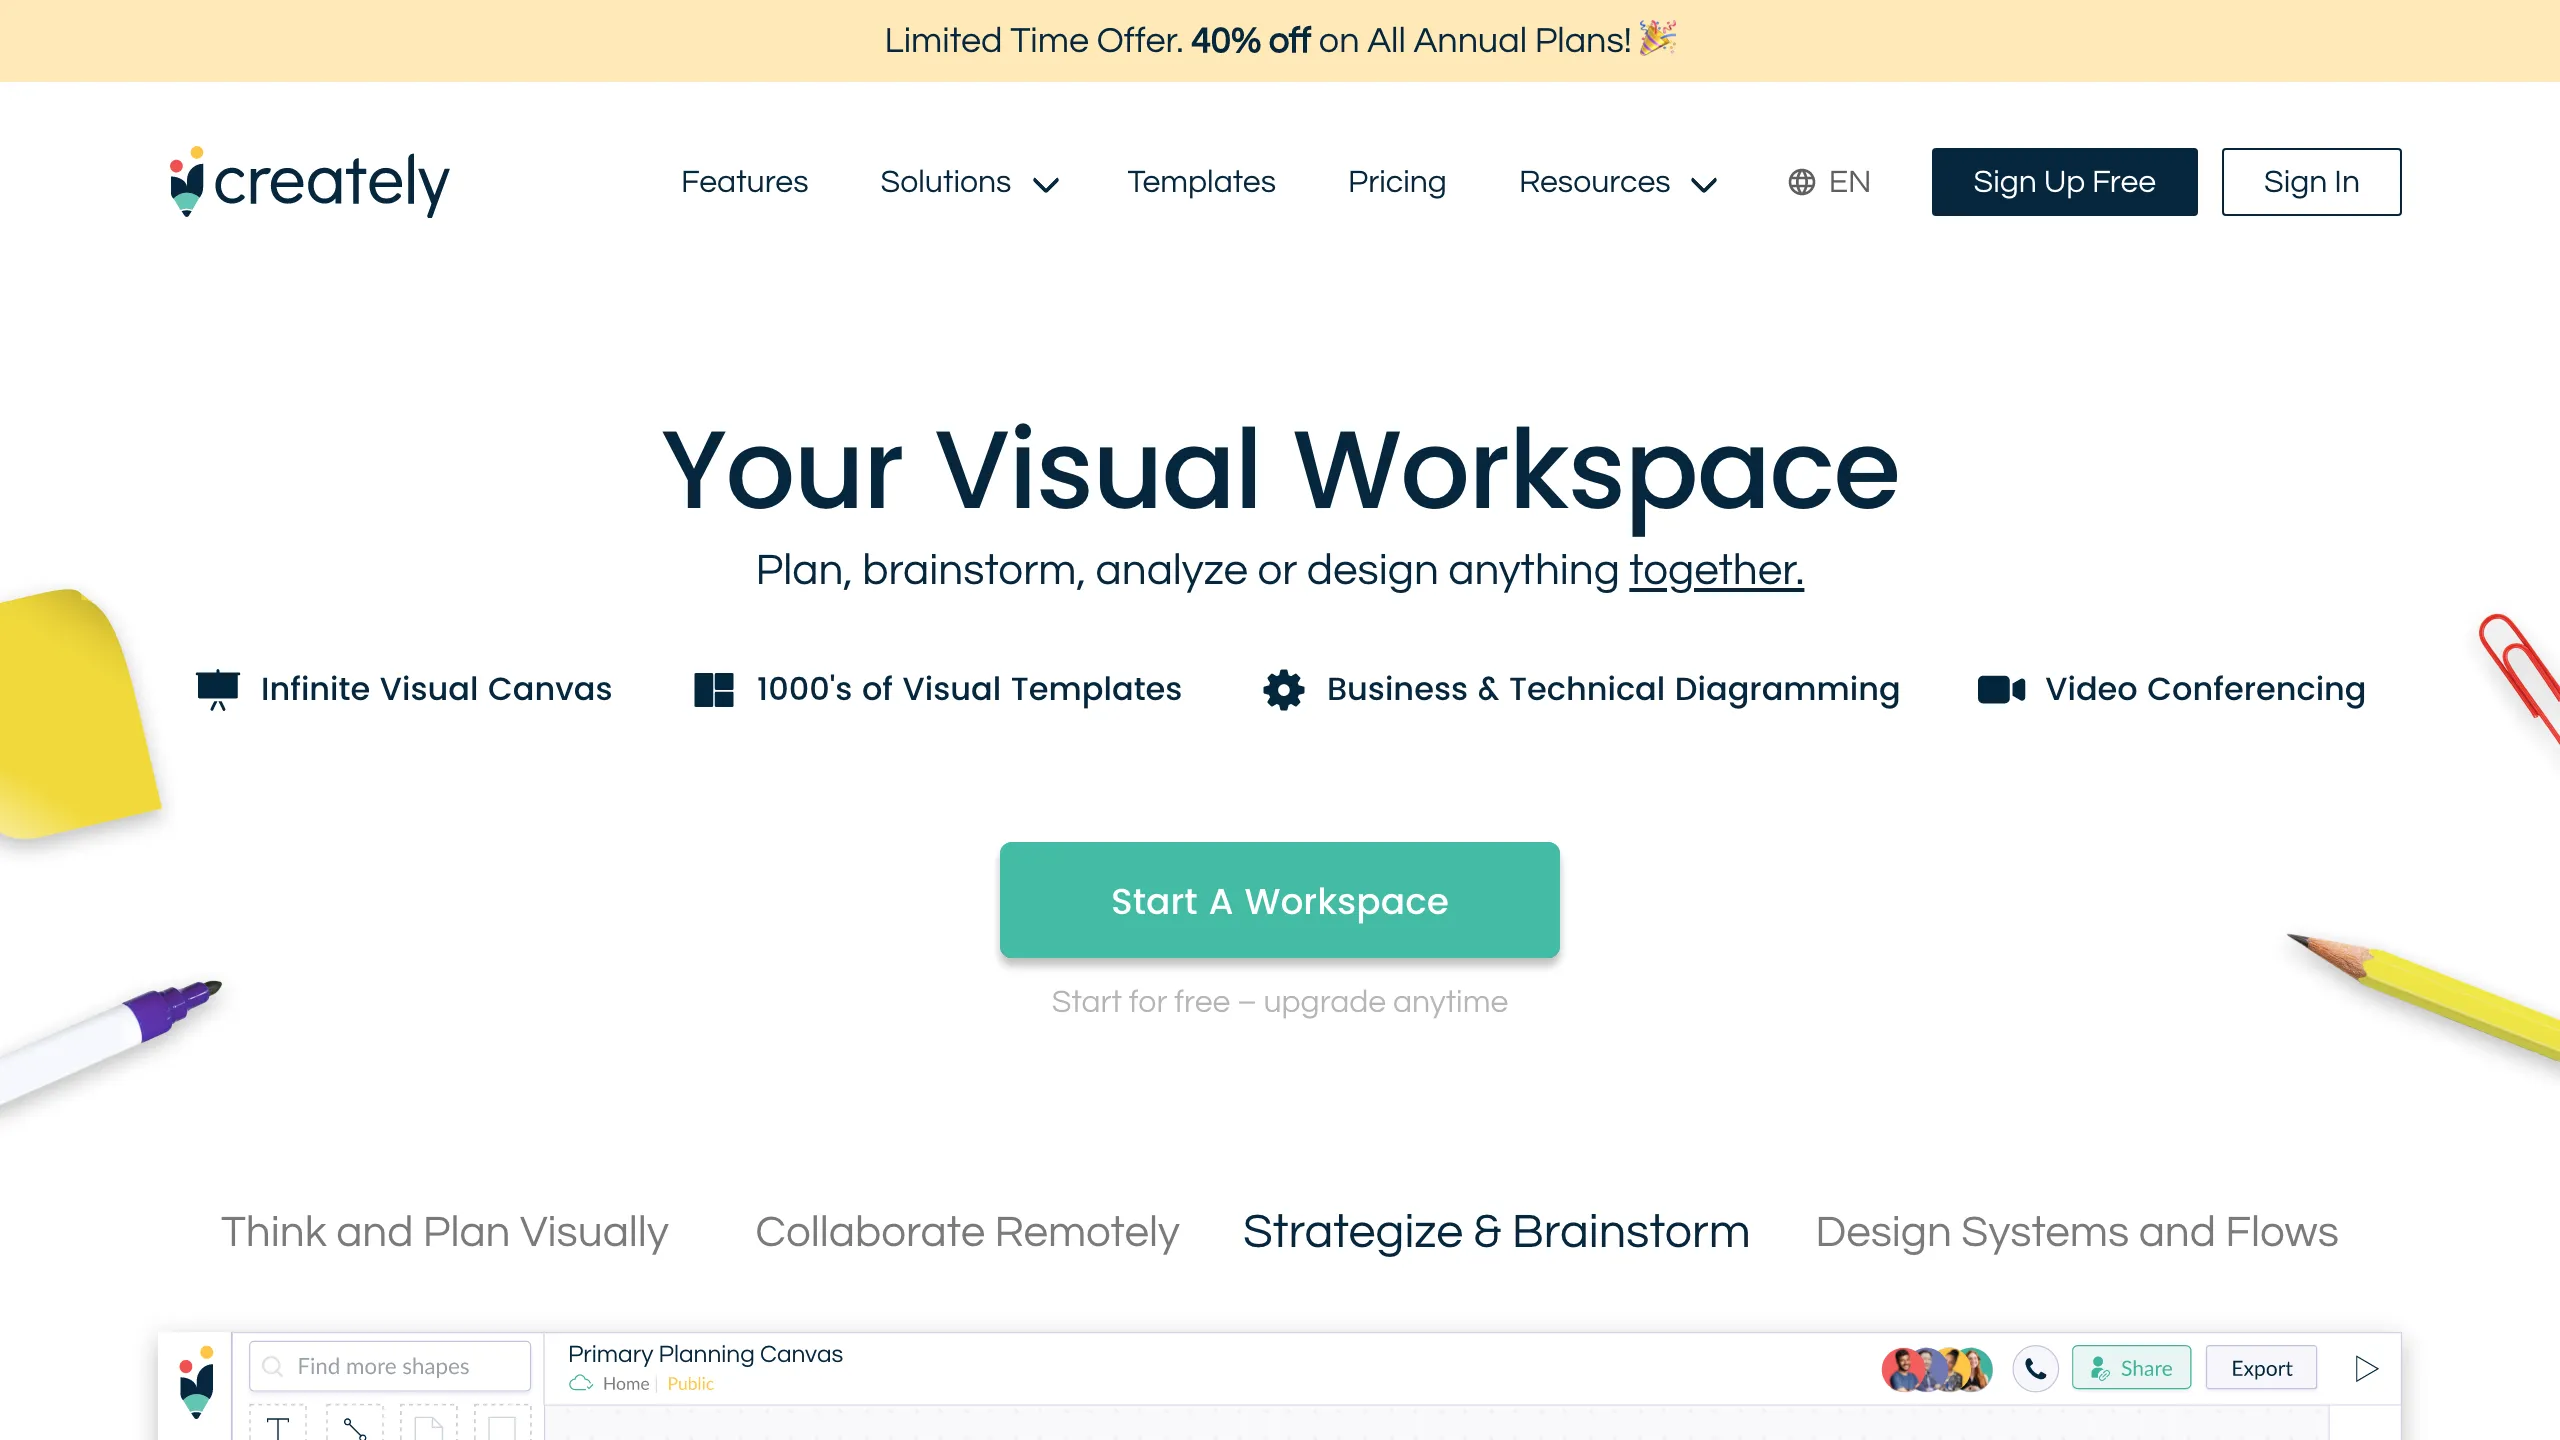 Limited Time Offer. 40% off on All Annual Plans!
creately
Features Solutions Templates Pricing Resources EN Sign Up Free Sign In
Your Visual Workspace
Plan, brainstorm, analyze or design anything together.
Infinite Visual Canvas 1000's of Visual Templates Business & Technical Diagramming Video Conferencing
Start A Workspace
Start for free – upgrade anytime
Think and Plan Visually Collaborate Remotely Strategize & Brainstorm Design Systems and Flows
Find more shapes
Primary Planning Canvas
Home Public
Share Export
T